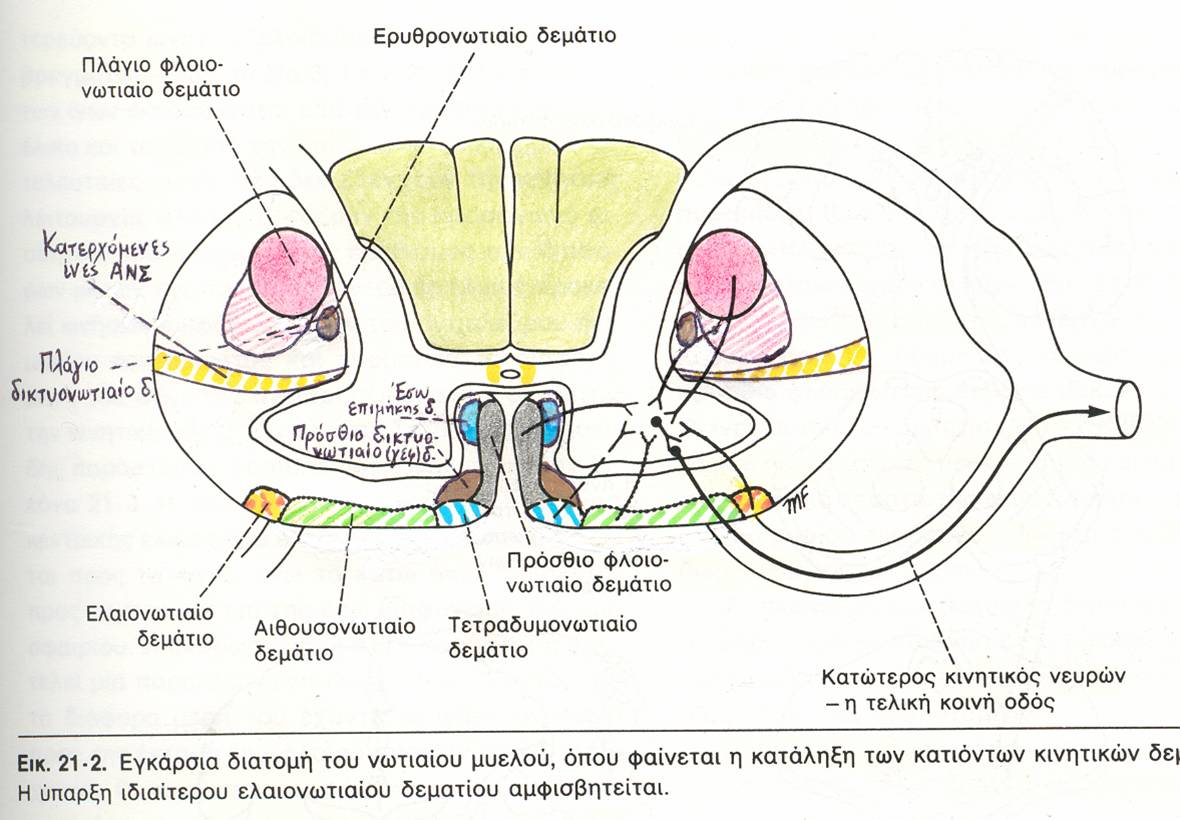 Ερυθρονωτιαίο δεμάτιο
Πλάγιο φλοιο-
νωτιαίο δεμάτιο
Κατερχόμενες
ίνες ΑΝΣ
Πλάγιο
δικτυονωτιαίο δ.
Έσω
επιμήκης δ.
Πρόσθιο δικτυο-
νωτιαίο (γεφ) δ.
MF
Πρόσθιο φλοιο-
νωτιαίο δεμάτιο
Ελαιονωτιαίο
δεμάτιο
Αιθουσονωτιαίο
δεμάτιο
Τετραδυμονωτιαίο
δεμάτιο
Κατώτερος κινητικός νευρών
– η τελική κοινή οδός
Εικ. 21-2. Εγκάρσια διατομή του νωτιαίου μυελού, όπου φαίνεται η κατάληξη των κατιόντων κινητικών δεμ
Η ύπαρξη ιδιαίτερου ελαιονωτιαίου δεματίου αμφισβητείται.